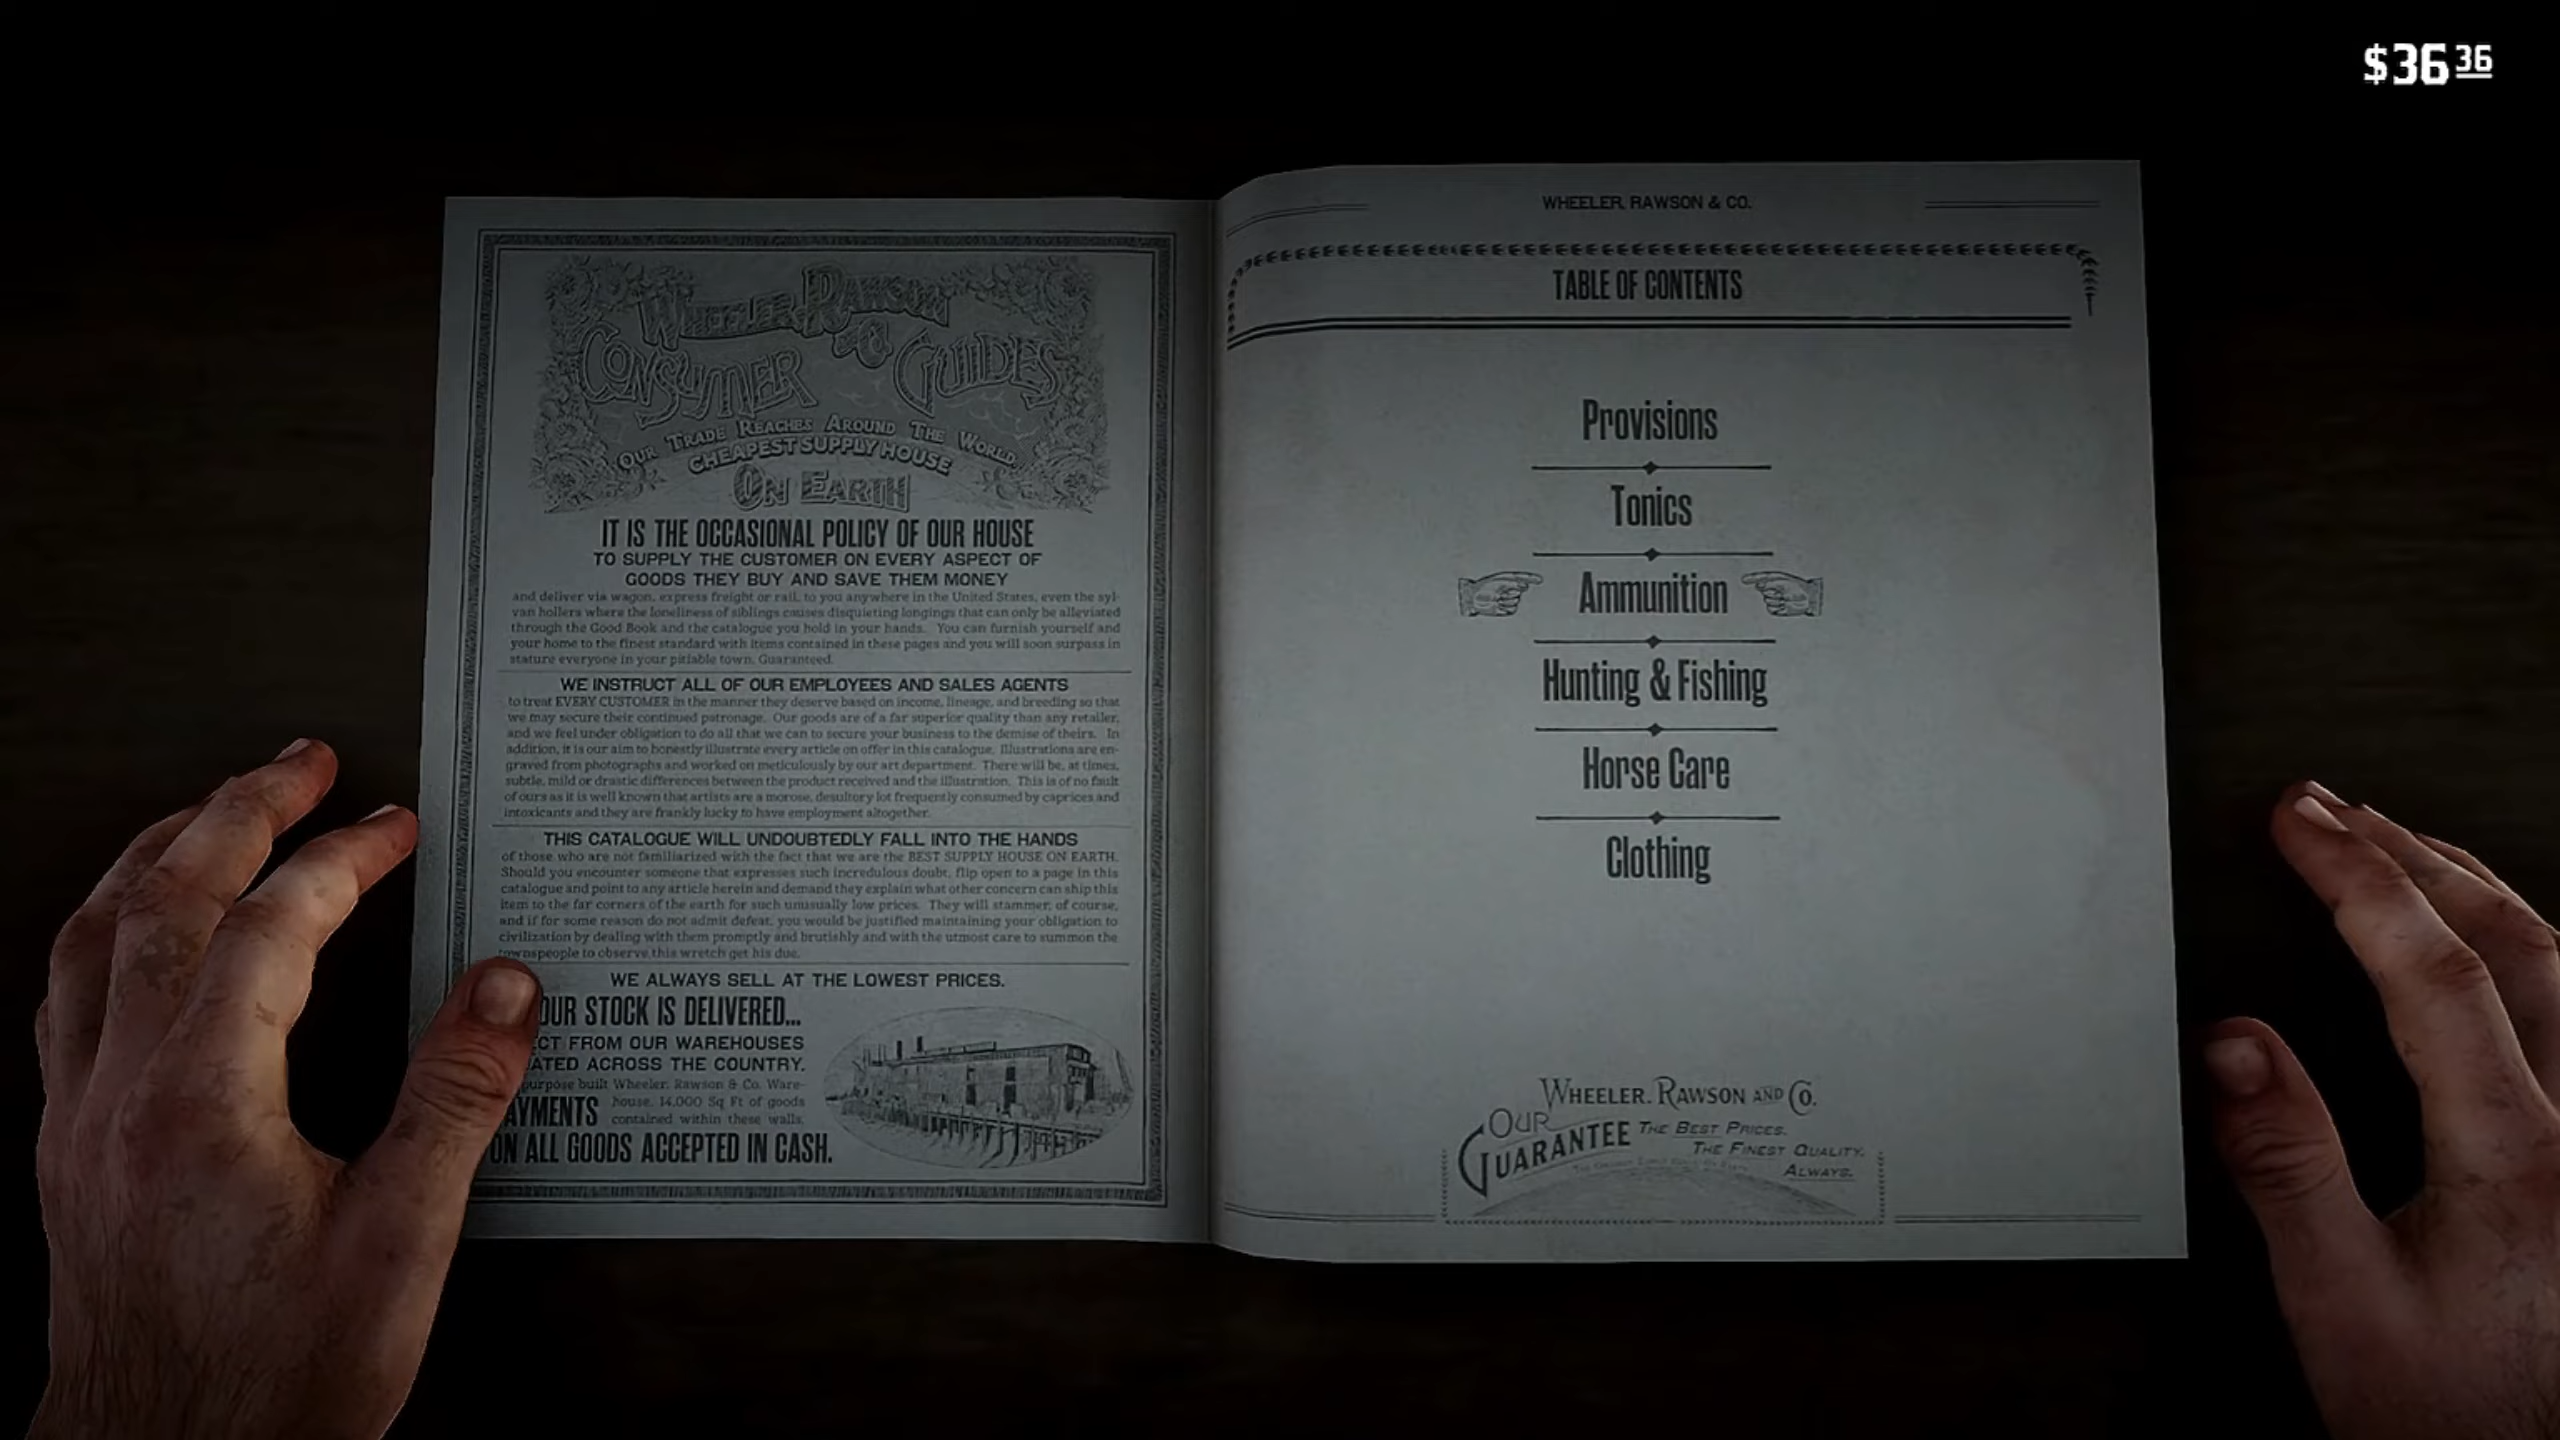 $36 36
WHEELER, RAWSON & CO.
CONSUMER GUIDES
OUR TRADE REACHES AROUND THE WORLD.
CHEAPEST SUPPLY HOUSE
ON EARTH
IT IS THE OCCASIONAL POLICY OF OUR HOUSE
TO SUPPLY THE CUSTOMER ON EVERY ASPECT OF
GOODS THEY BUY AND SAVE THEM MONEY
and deliver via wagon, express freight or rail, to you anywhere in the United States, even the syl-
van hollers where the loneliness of siblings causes disquieting longings that can only be alleviated
through the Good Book and the catalogue you hold in your hands. You can furnish yourself and
your home to the finest standard with items contained in these pages and you will soon surpass in
stature everyone in your pitiable town. Guaranteed.
WE INSTRUCT ALL OF OUR EMPLOYEES AND SALES AGENTS
to treat EVERY CUSTOMER in the manner they deserve based on income, lineage, and breeding so that
we may secure their continued patronage. Our goods are of a far superior quality than any retailer,
and we feel under obligation to do all that we can to secure your business to the demise of theirs. In
addition, it is our aim to honestly illustrate every article on offer in this catalogue. Illustrations are en-
graved from photographs and worked on meticulously by our art department. There will be, at times,
subtle, mild or drastic differences between the product received and the illustration. This is of no fault
of ours as it is well known that artists are a morose, desultory lot frequently consumed by caprices and
intoxicants and they are frankly lucky to have employment altogether.
THIS CATALOGUE WILL UNDOUBTEDLY FALL INTO THE HANDS
of those who are not familiarized with the fact that we are the BEST SUPPLY HOUSE ON EARTH.
Should you encounter someone that expresses such incredulous doubt, flip open to a page in this
catalogue and point to any article herein and demand they explain what other concern can ship this
item to the far corners of the earth for such unusually low prices. They will stammer, of course,
and if for some reason do not admit defeat, you would be justified maintaining your obligation to
civilization by dealing with them promptly and brutishly and with the utmost care to summon the
townspeople to observe this wretch get his due.
WE ALWAYS SELL AT THE LOWEST PRICES.
OUR STOCK IS DELIVERED...
ECT FROM OUR WAREHOUSES
ATED ACROSS THE COUNTRY.
purpose built Wheeler, Rawson & Co. Ware-
house. 14,000 Sq Ft of goods
contained within these walls.
AYMENTS
ON ALL GOODS ACCEPTED IN CASH.
WHEELER, RAWSON & CO.
TABLE OF CONTENTS
Provisions
Tonics
Ammunition
Hunting & Fishing
Horse Care
Clothing
WHEELER, RAWSON AND CO.
OUR GUARANTEE
THE BEST PRICES.
THE FINEST QUALITY.
ALWAYS.